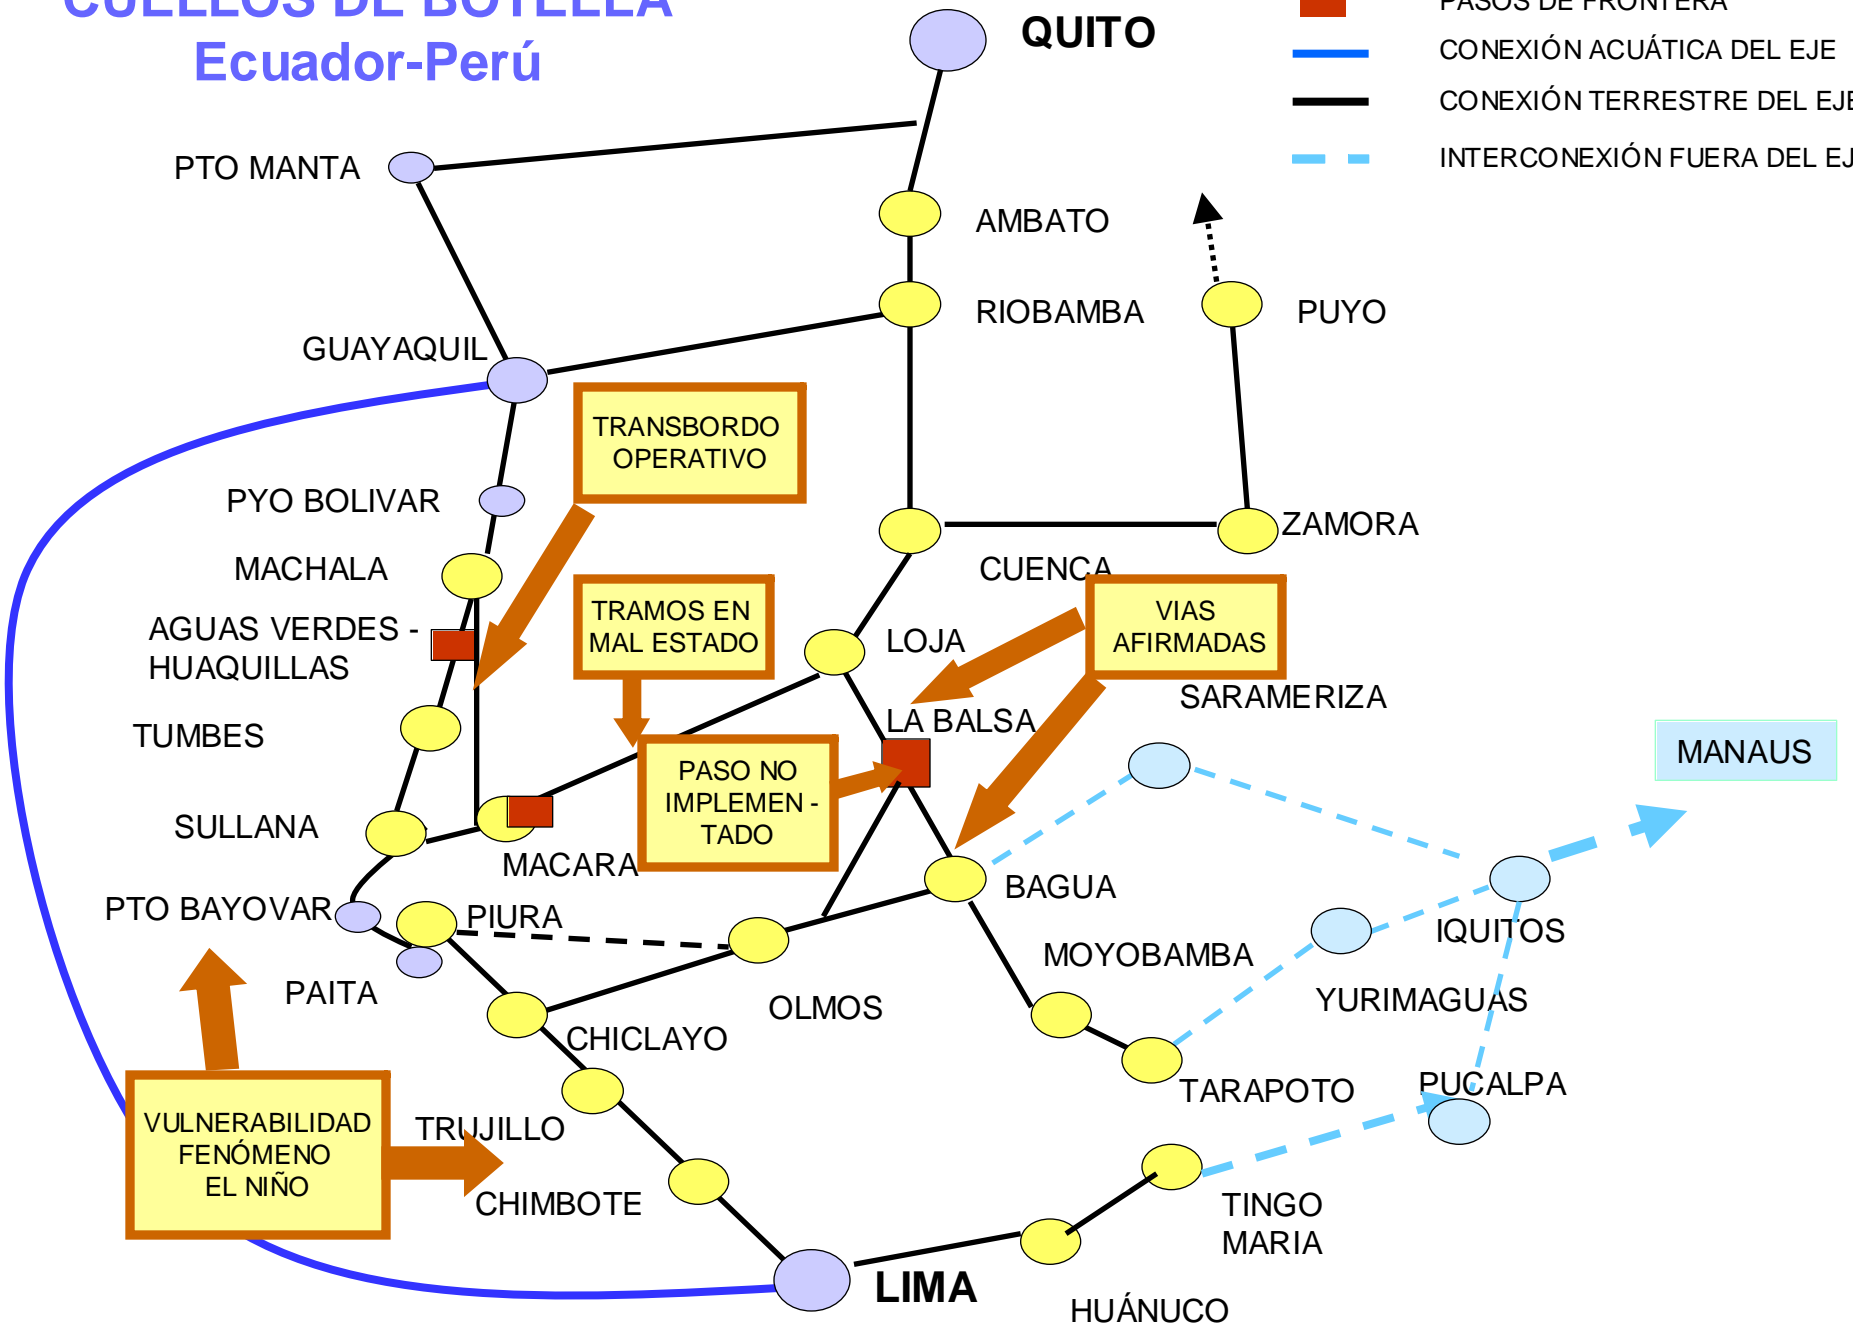 CUELLOS DE BOTELLA
Ecuador-Perú
PASOS DE FRONTERA
CONEXIÓN ACUÁTICA DEL EJE
CONEXIÓN TERRESTRE DEL EJE
INTERCONEXIÓN FUERA DEL EJ
QUITO
PTO MANTA
AMBATO
RIOBAMBA
PUYO
GUAYAQUIL
TRANSBORDO
OPERATIVO
PYO BOLIVAR
ZAMORA
MACHALA
CUENCA
TRAMOS EN
MAL ESTADO
VIAS
AFIRMADAS
AGUAS VERDES -
HUAQUILLAS
LOJA
SARAMERIZA
TUMBES
LA BALSA
MANAUS
PASO NO
IMPLEMEN -
TADO
SULLANA
MACARA
BAGUA
PTO BAYOVAR
PIURA
IQUITOS
MOYOBAMBA
PAITA
OLMOS
YURIMAGUAS
CHICLAYO
TARAPOTO
PUCALPA
VULNERABILIDAD
FENÓMENO
EL NIÑO
TRUJILLO
CHIMBOTE
TINGO
MARIA
LIMA
HUÁNUCO